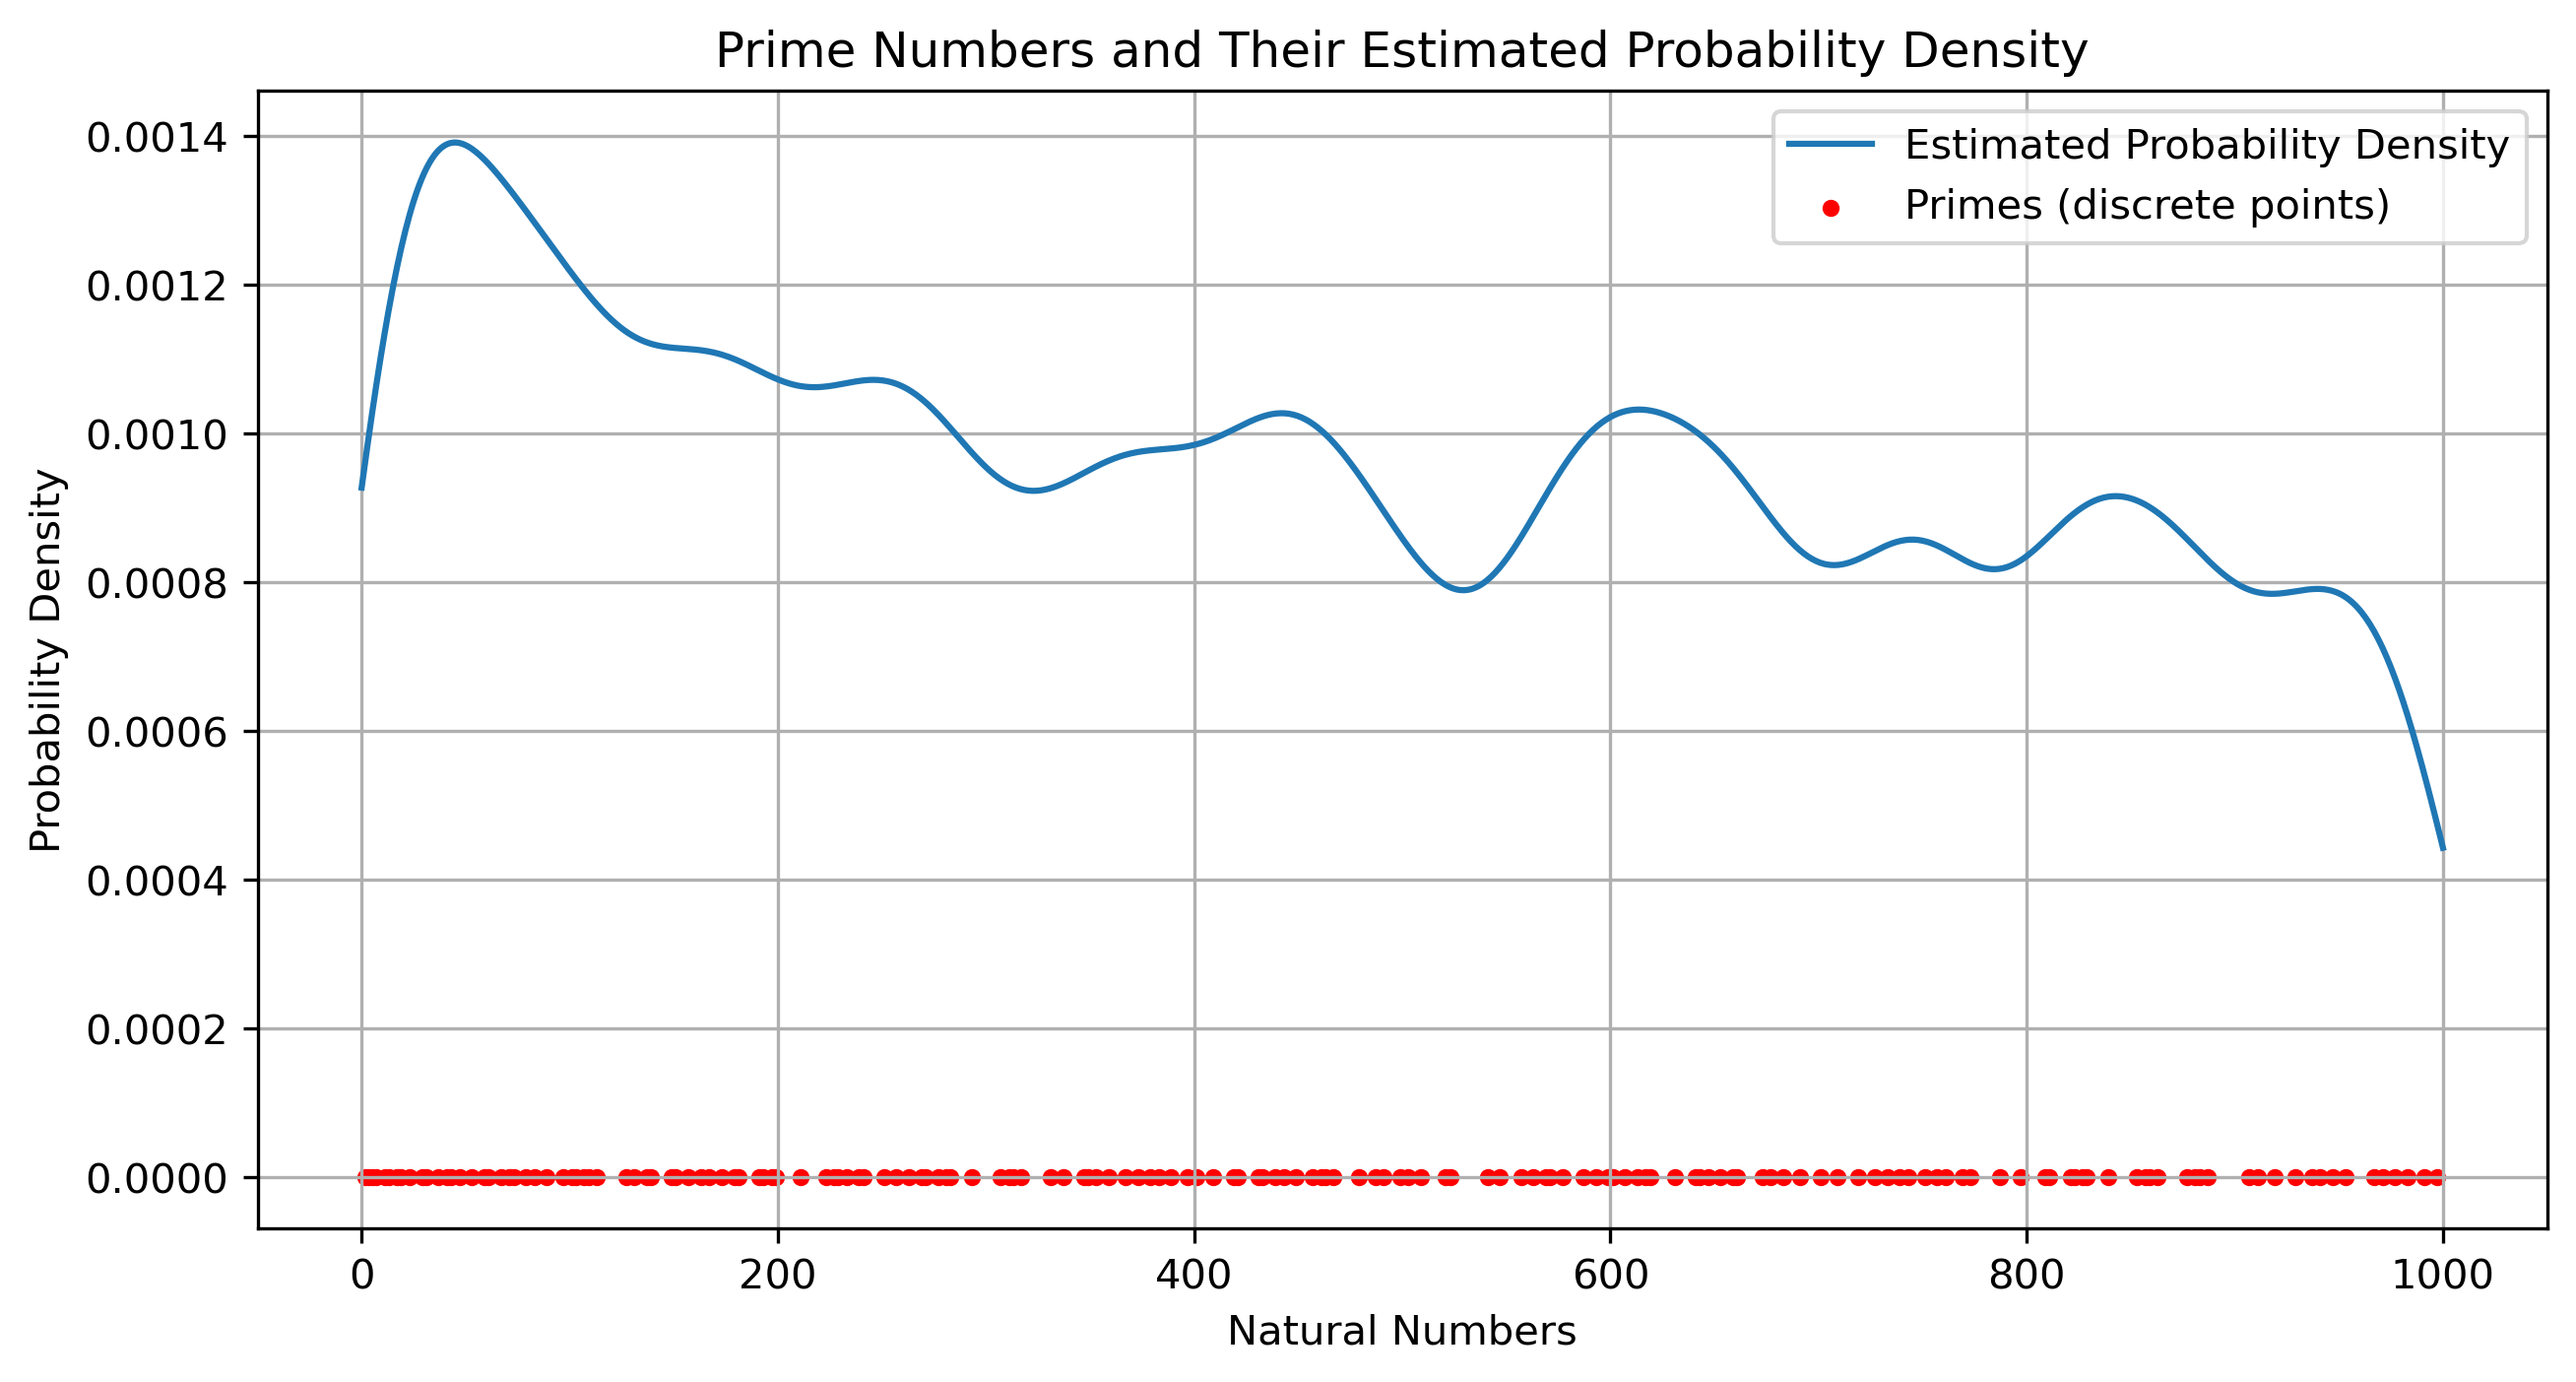 Prime Numbers and Their Estimated Probability Density
Estimated Probability Density
Primes (discrete points)
Probability Density
0.0014
0.0012
0.0010
0.0008
0.0006
0.0004
0.0002
0.0000
0 200 400 600 800 1000
Natural Numbers